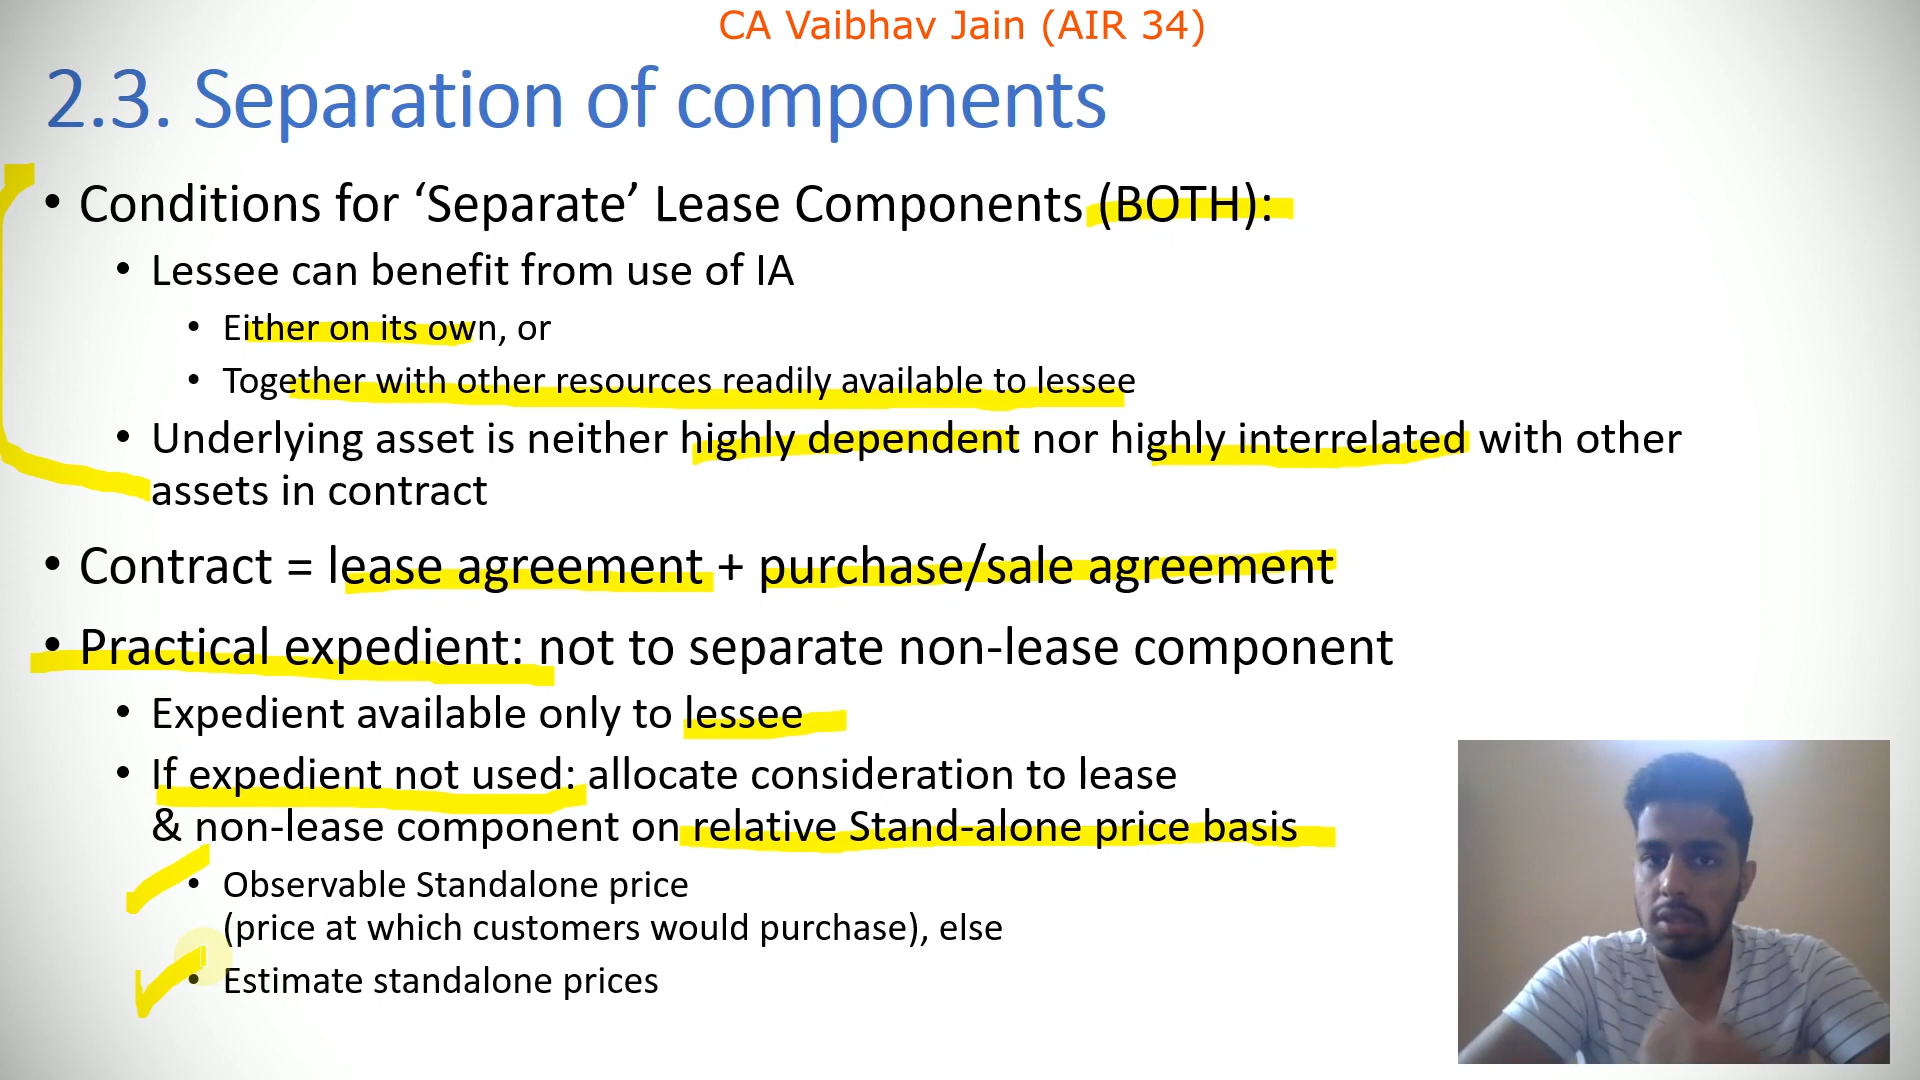 CA Vaibhav Jain (AIR 34)
2.3. Separation of components
• Conditions for ‘Separate’ Lease Components (BOTH):
• Lessee can benefit from use of IA
• Either on its own, or
• Together with other resources readily available to lessee
• Underlying asset is neither highly dependent nor highly interrelated with other
assets in contract
• Contract = lease agreement + purchase/sale agreement
• Practical expedient: not to separate non-lease component
• Expedient available only to lessee
• If expedient not used: allocate consideration to lease
& non-lease component on relative Stand-alone price basis
• Observable Standalone price
(price at which customers would purchase), else
• Estimate standalone prices